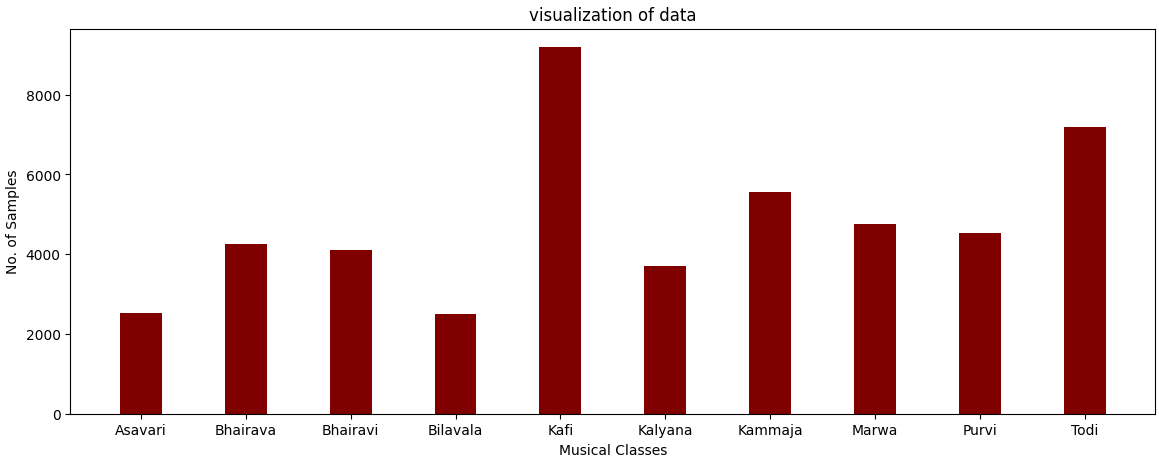 visualization of data
No. of Samples
8000
6000
4000
2000
0
Asavari Bhairava Bhairavi Bilavala Kafi Kalyana Kammaja Marwa Purvi Todi
Musical Classes